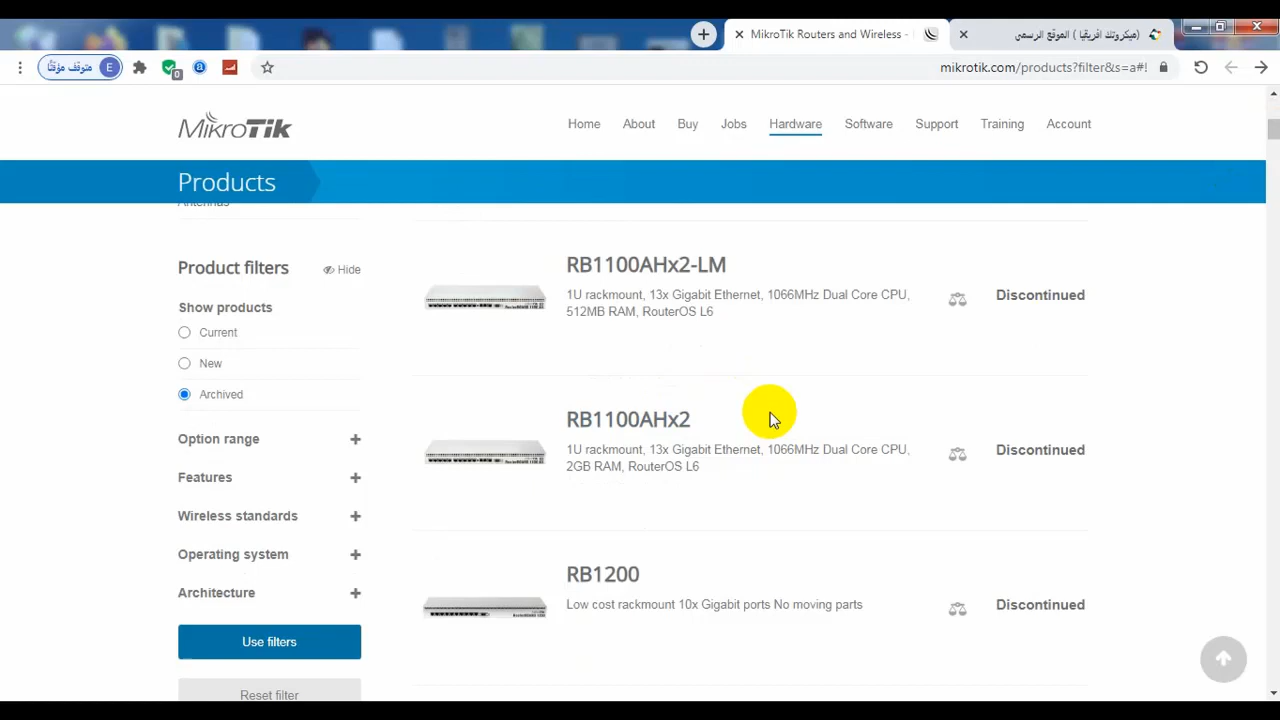 MikroTik Routers and Wireless -
(ميكروتك افريقيا ) الموقع الرسمي
متوقف مؤقتًا E
0
a
mikrotik.com/products?filter&s=a#!
MikroTik
Home About Buy Jobs Hardware Software Support Training Account
Products
Antennas
Product filters Hide
Show products
Current
New
Archived
Option range +
Features +
Wireless standards +
Operating system +
Architecture +
Use filters
Reset filter
RB1100AHx2-LM
1U rackmount, 13x Gigabit Ethernet, 1066MHz Dual Core CPU,
512MB RAM, RouterOS L6
Discontinued
RB1100AHx2
1U rackmount, 13x Gigabit Ethernet, 1066MHz Dual Core CPU,
2GB RAM, RouterOS L6
Discontinued
RB1200
Low cost rackmount 10x Gigabit ports No moving parts
Discontinued